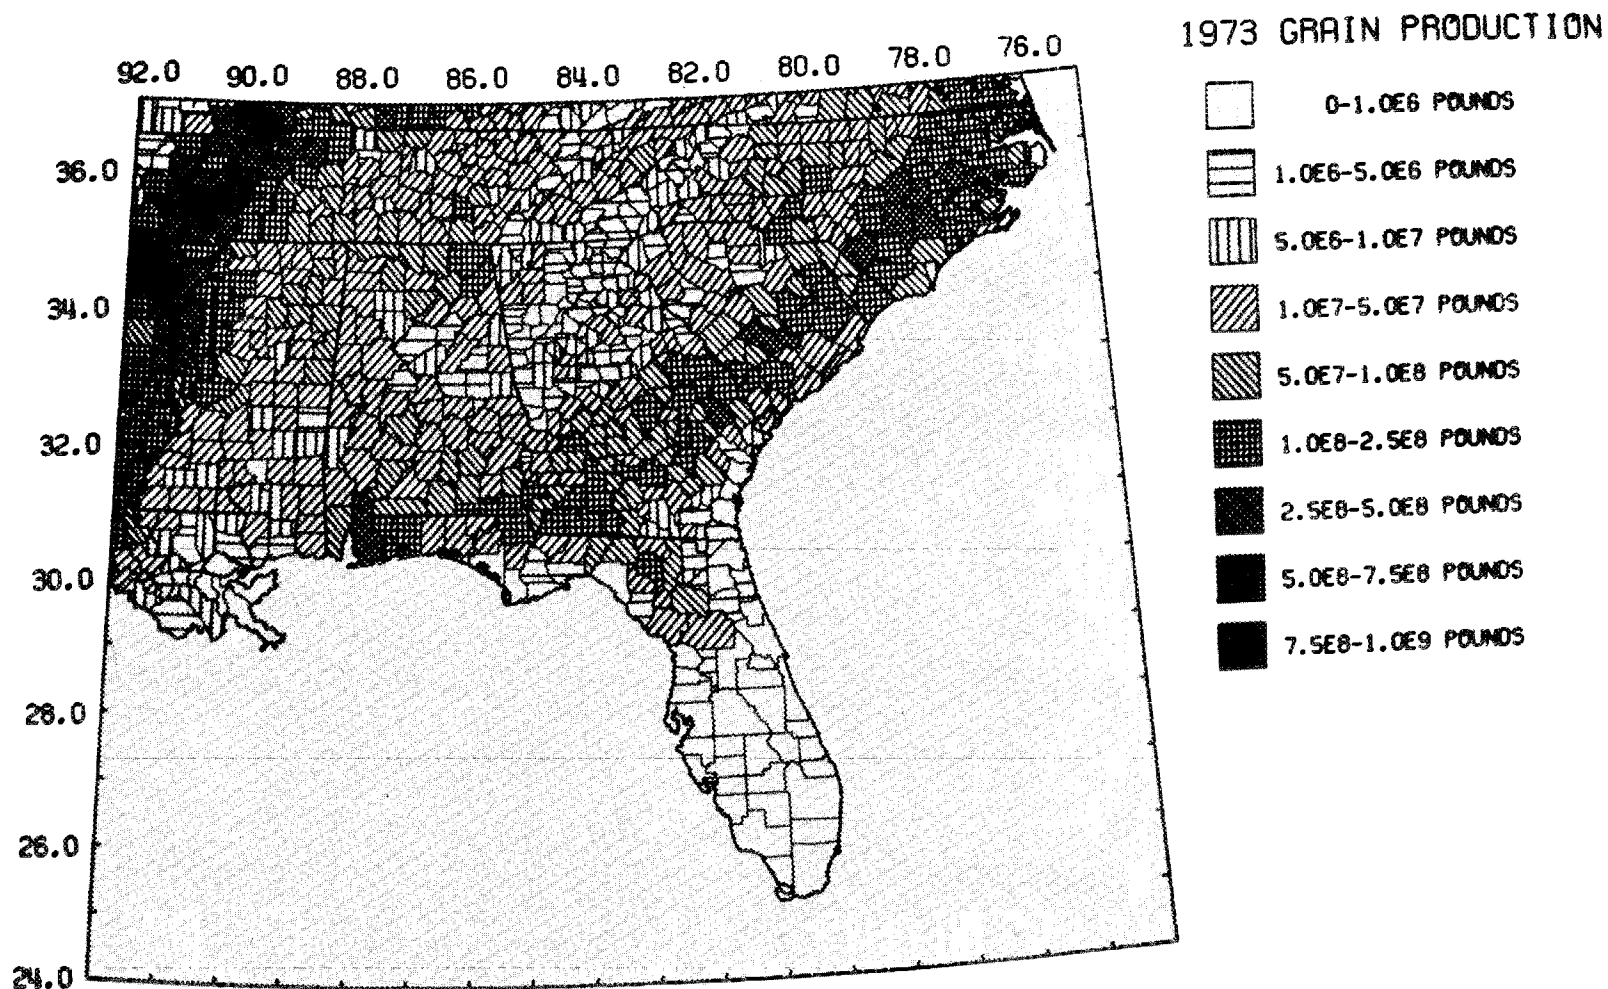 1973 GRAIN PRODUCTION
92.0 90.0 88.0 86.0 84.0 82.0 80.0 78.0 76.0
36.0
34.0
32.0
30.0
28.0
26.0
24.0
0-1.0E6 POUNDS
1.0E6-5.0E6 POUNDS
5.0E6-1.0E7 POUNDS
1.0E7-5.0E7 POUNDS
5.0E7-1.0E8 POUNDS
1.0E8-2.5E8 POUNDS
2.5E8-5.0E8 POUNDS
5.0E8-7.5E8 POUNDS
7.5E8-1.0E9 POUNDS